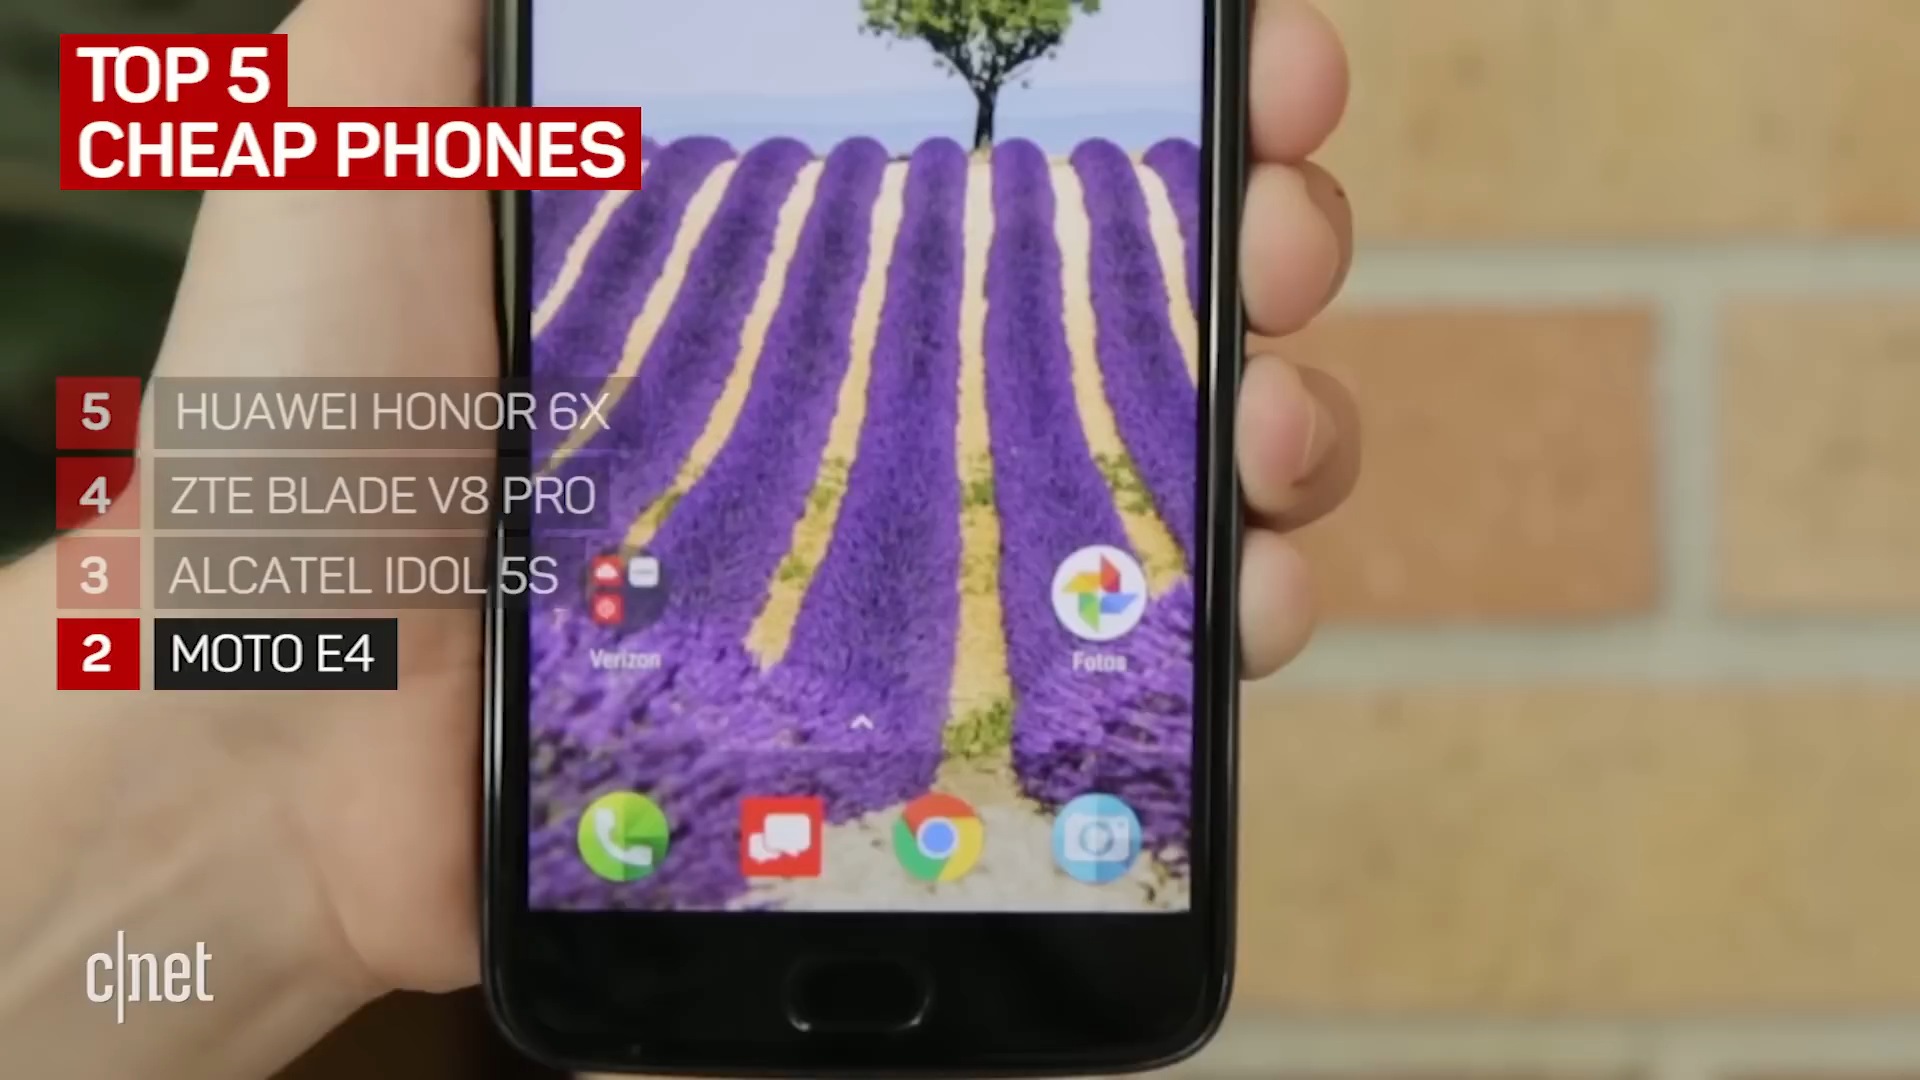 TOP 5
CHEAP PHONES
5 HUAWEI HONOR 6X
4 ZTE BLADE V8 PRO
3 ALCATEL IDOL 5S
2 MOTO E4
Verizon
Fotos
c|net